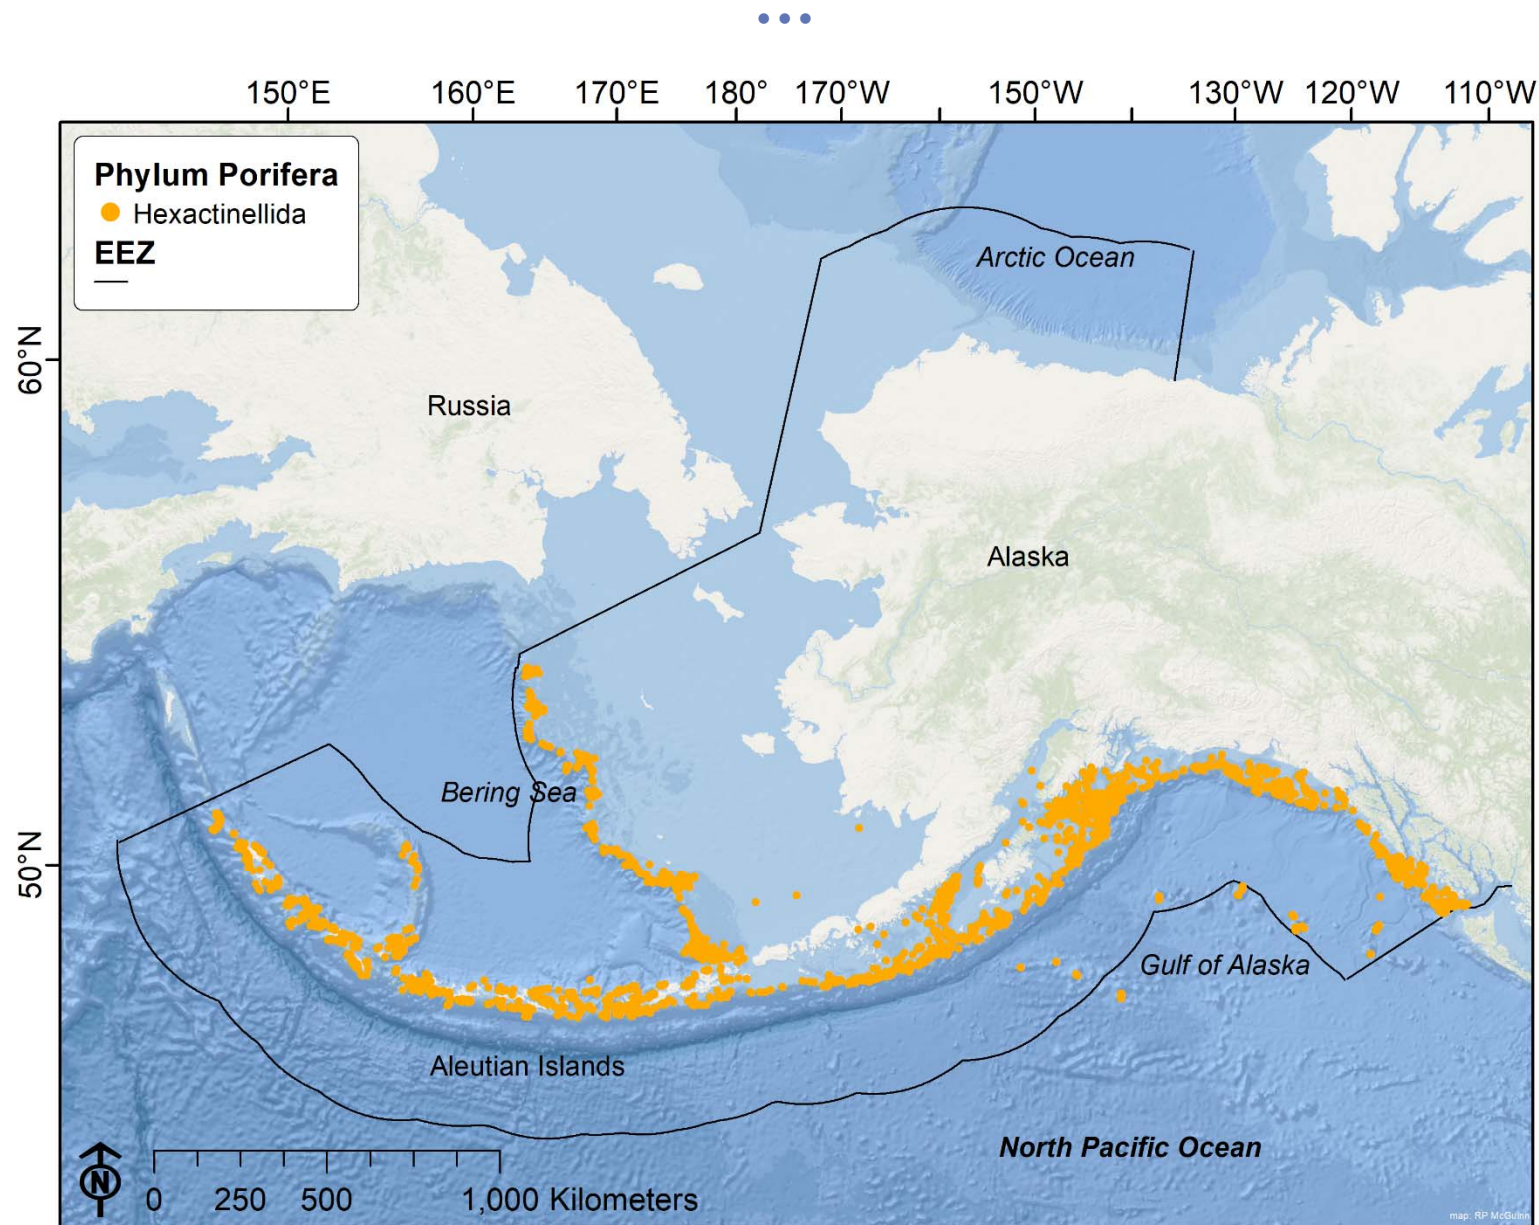 150°E 160°E 170°E 180° 170°W 150°W 130°W 120°W 110°W
Phylum Porifera
Hexactinellida
EEZ
Arctic Ocean
60°N
Russia
Alaska
Bering Sea
50°N
Gulf of Alaska
Aleutian Islands
North Pacific Ocean
N
0 250 500 1,000 Kilometers
map: RP McGuinn